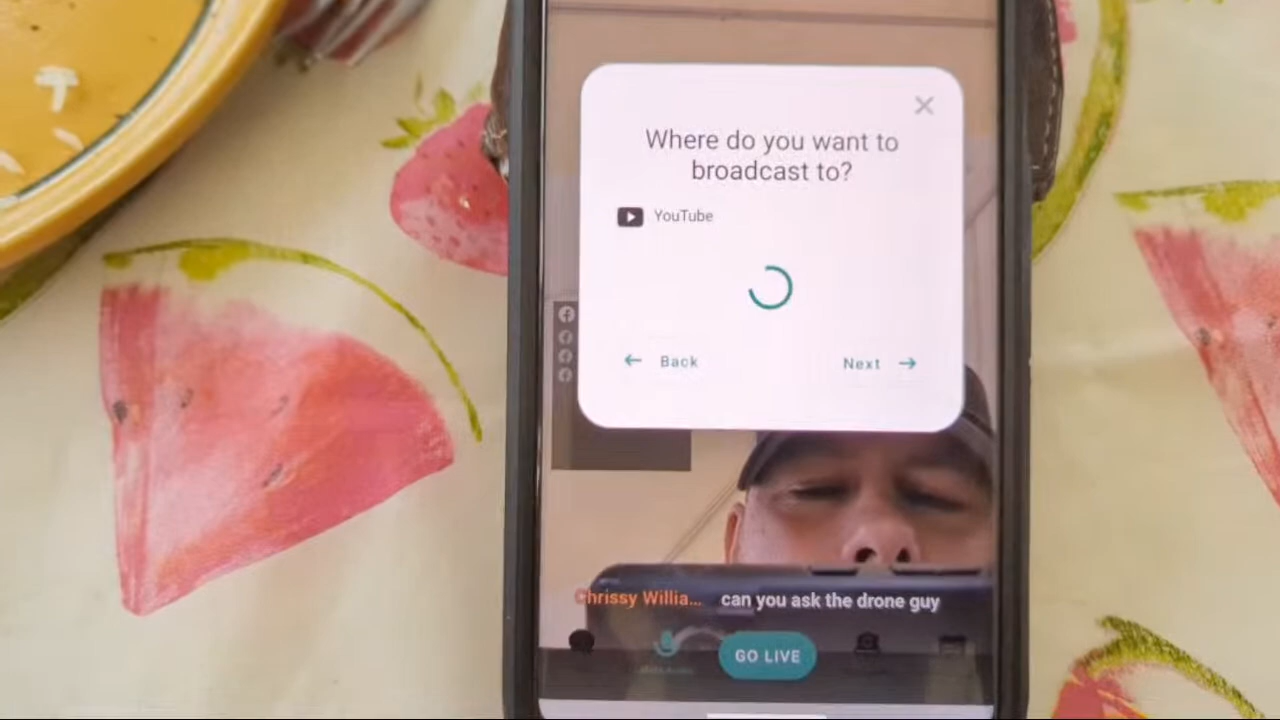 Where do you want to
broadcast to?
YouTube
Back
Next
Chrissy Willia... can you ask the drone guy
GO LIVE